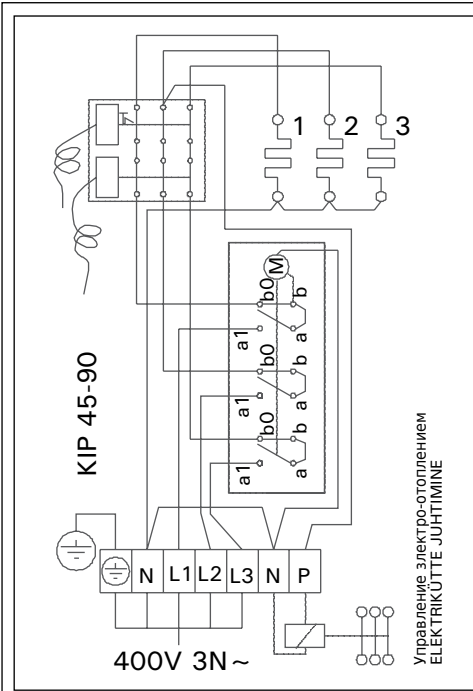 1 2 3
M
b0 b
a1 a
b0 b
a1 a
b0 b
a1 a
KIP 45-90
N L1 L2 L3 N P
400V 3N~
Управление злектро-отоплением
ELEKTRIKÜTTE JUHTIMINE